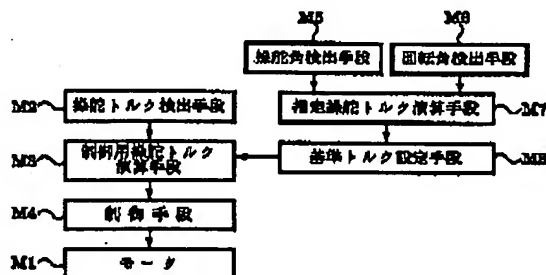 M5
M6
操舵角検出手段
回転角検出手段
M2
操舵トルク検出手段
推定操舵トルク演算手段
M7
M3
制御用操舵トルク
演算手段
基準トルク設定手段
M8
M4
制御手段
M1
モータ